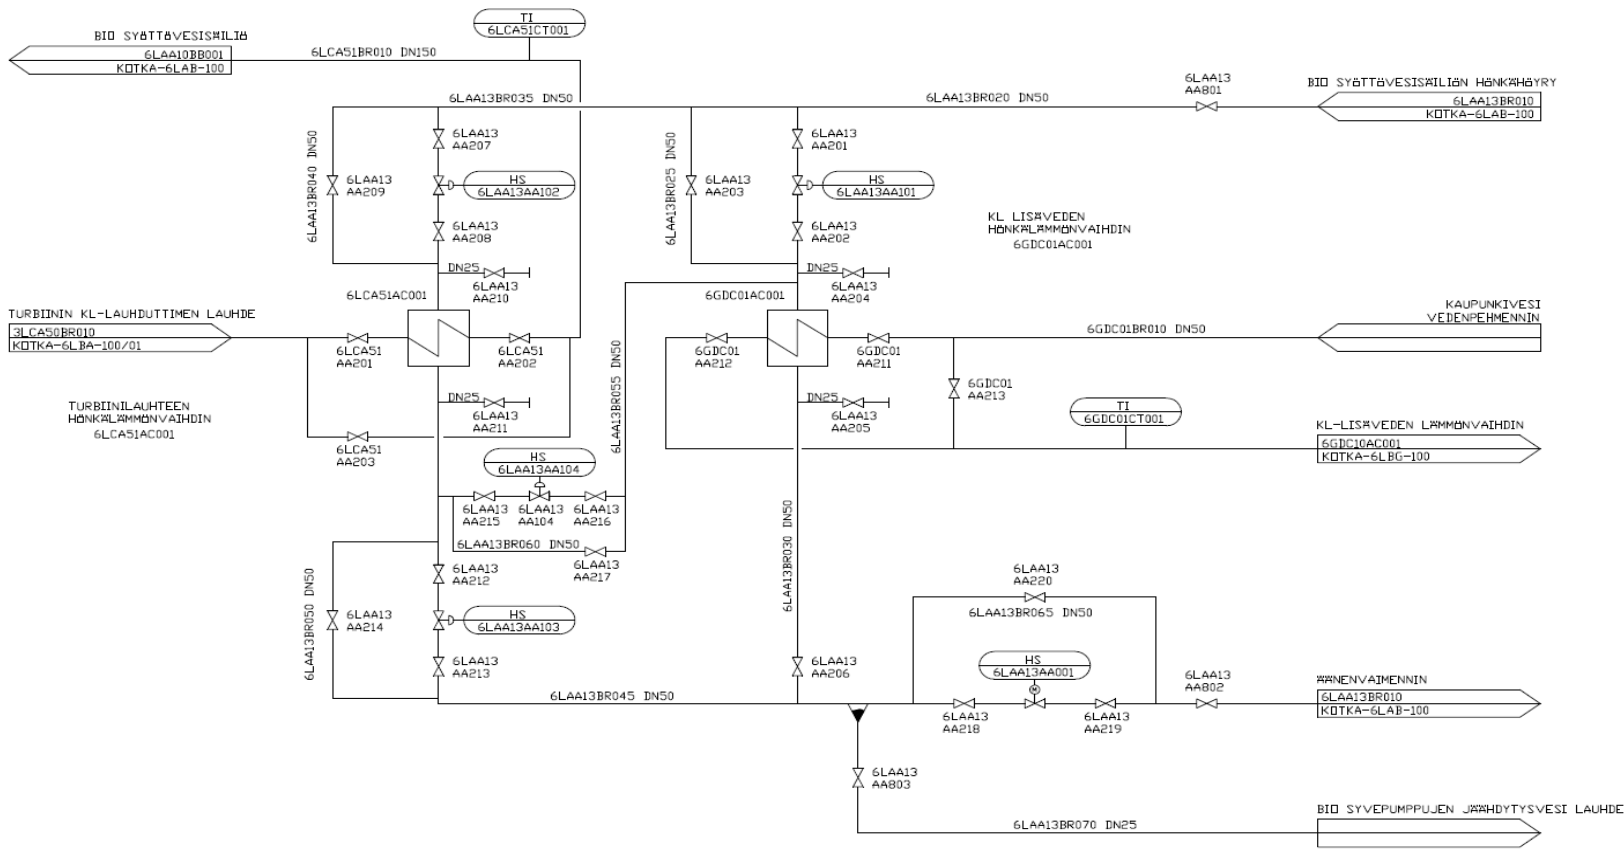 TI
6LCA51CT001
BIO SYÖTTÖVESISÄILIÖ
6LAA10BB001
KOTKA-6LAB-100
6LCA51BR010 DN150
6LAA13BR035 DN50
6LAA13BR020 DN50
6LAA13
AA801
BIO SYÖTTÖVESISÄILIÖN HÖNKÄHÖYRY
6LAA13BR010
KOTKA-6LAB-100
6LAA13BR040 DN50
6LAA13
AA207
6LAA13
AA209
HS
6LAA13AA102
6LAA13
AA208
6LAA13BR025 DN50
6LAA13
AA201
6LAA13
AA203
HS
6LAA13AA101
6LAA13
AA202
KL LISÄVEDEN
HÖNKÄLÄMMÖNVAIHDIN
6GDC01AC001
DN25
6LAA13
AA210
6LCA51AC001
DN25
6LAA13
AA204
6GDC01AC001
TURBIININ KL-LAUHDUTTIMEN LAUHDE
3LCA50BR010
KOTKA-6LBA-100/01
6LCA51
AA201
6LCA51
AA202
6LAA13BR055 DN50
6GDC01
AA212
6GDC01
AA211
6GDC01BR010 DN50
KAUPUNKIVESI
VEDENPEHMENNIN
6GDC01
AA213
TURBIINILAUHTEEN
HÖNKÄLÄMMÖNVAIHDIN
6LCA51AC001
DN25
6LAA13
AA211
6LCA51
AA203
DN25
6LAA13
AA205
TI
6GDC01CT001
KL-LISÄVEDEN LÄMMÖNVAIHDIN
6GDC10AC001
KOTKA-6LBG-100
HS
6LAA13AA104
6LAA13
AA215
6LAA13
AA104
6LAA13
AA216
6LAA13BR060 DN50
6LAA13
AA217
6LAA13BR030 DN50
6LAA13BR050 DN50
6LAA13
AA212
6LAA13
AA214
HS
6LAA13AA103
6LAA13
AA213
6LAA13BR045 DN50
6LAA13
AA206
6LAA13
AA220
6LAA13BR065 DN50
HS
6LAA13AA001
6LAA13
AA218
M
6LAA13
AA219
6LAA13
AA802
ÄÄNENVAIMENNIN
6LAA13BR010
KOTKA-6LAB-100
6LAA13
AA803
6LAA13BR070 DN25
BIO SYVEPUMPPUJEN JÄÄHDYTYSVESI LAUHDE